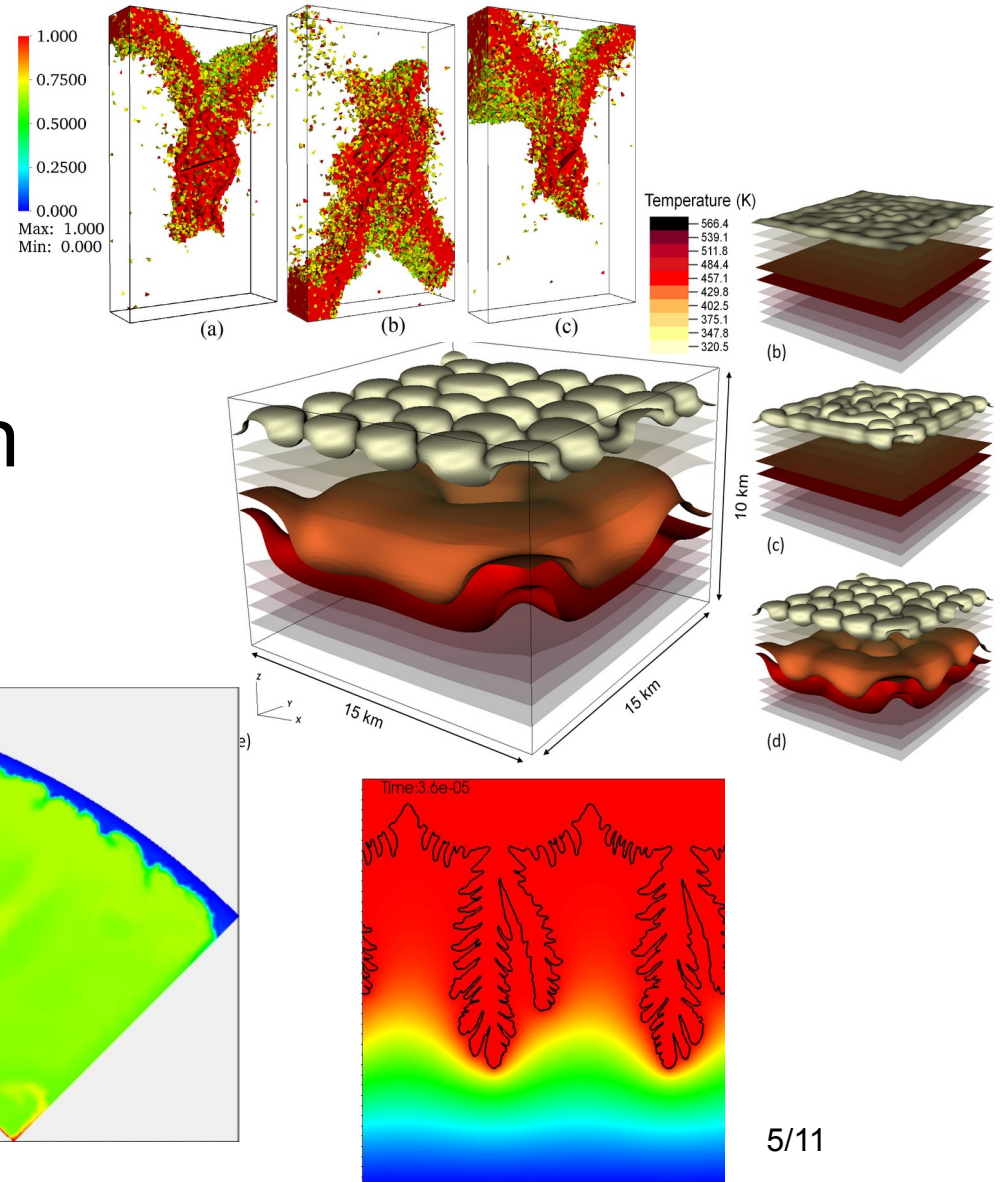 1.000
0.7500
0.5000
0.2500
0.000
Max: 1.000
Min: 0.000
(a)
(b)
(c)
Temperature (K)
566.4
539.1
511.8
484.4
457.1
429.8
402.5
375.1
347.8
320.5
(b)
(c)
(d)
n
10 km
15 km
15 km
z
Y
X
e)
Time:3.6e-05
5/11